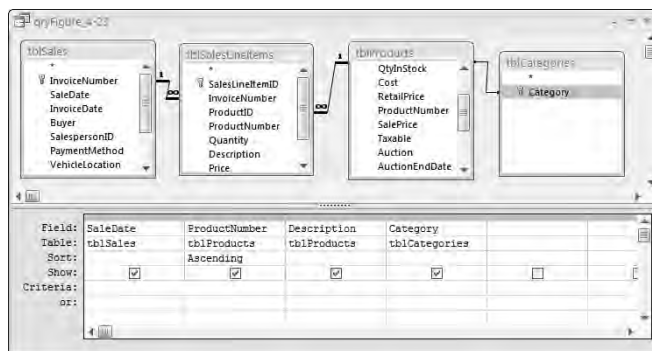 qryFigure_4-23
tblSales
*
InvoiceNumber
SaleDate
InvoiceDate
Buyer
SalespersonID
PaymentMethod
VehicleLocation
1
∞
tblSalesLineItems
*
SalesLineItemID
InvoiceNumber
ProductID
ProductNumber
Quantity
Description
Price
∞
1
tblProducts
QtyInStock
Cost
RetailPrice
ProductNumber
SalePrice
Taxable
Auction
AuctionEndDate
tblCategories
*
Category
Field: SaleDate ProductNumber Description Category
Table: tblSales tblProducts tblProducts tblCategories
Sort: Ascending
Show:
Criteria:
or: